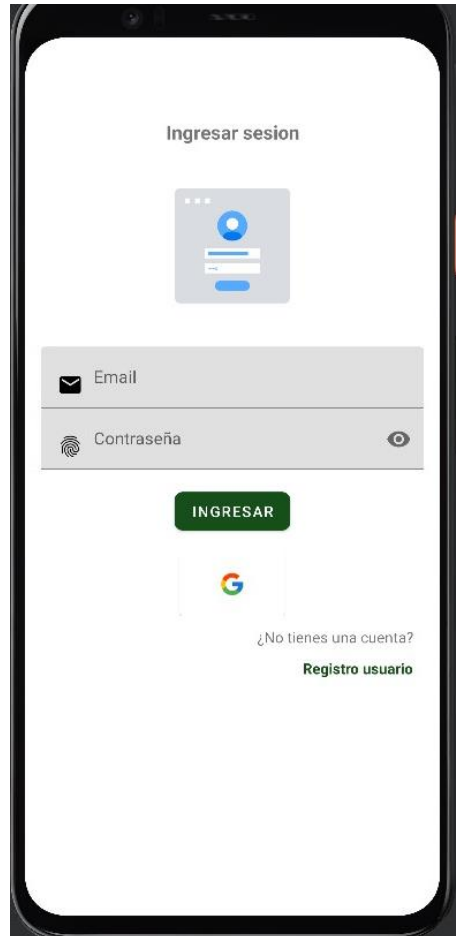 Ingresar sesion
Email
Contraseña
INGRESAR
G
¿No tienes una cuenta?
Registro usuario